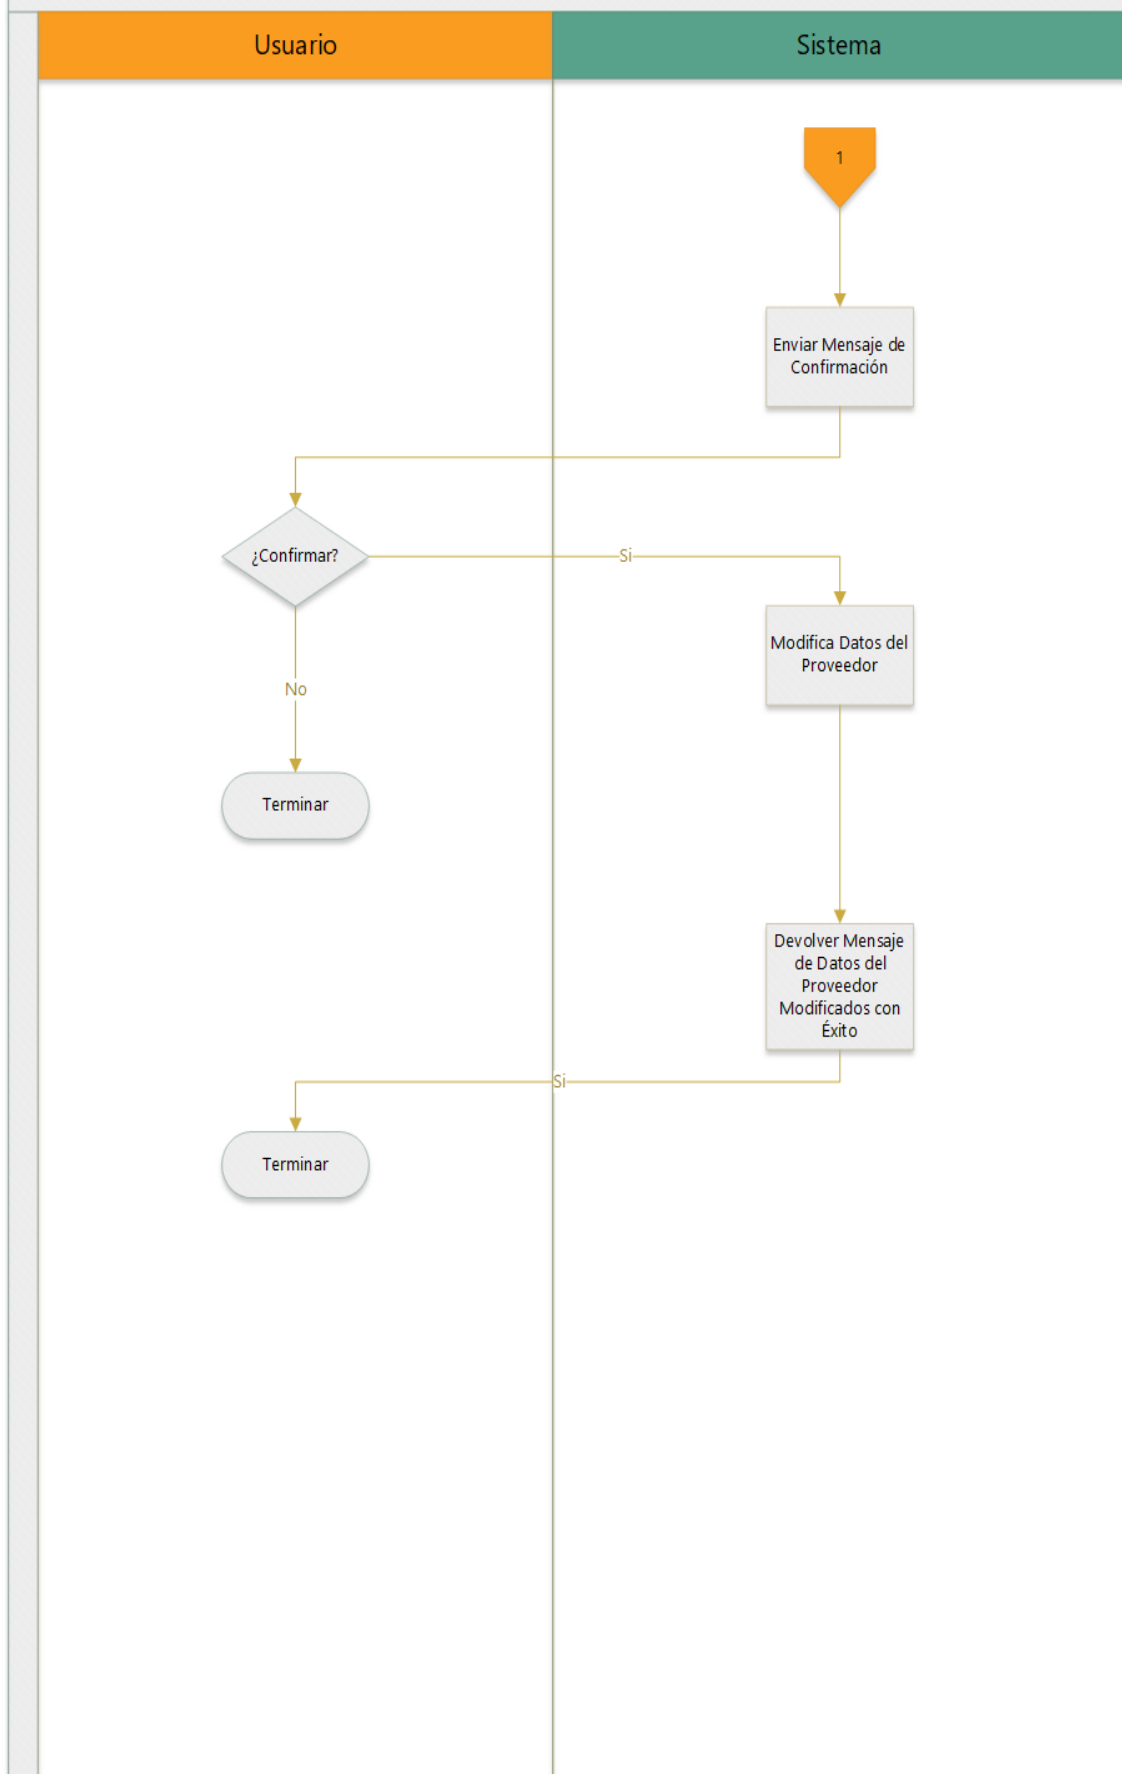 Usuario
Sistema
1
Enviar Mensaje de
Confirmación
¿Confirmar?
Si
Modifica Datos del
Proveedor
No
Terminar
Devolver Mensaje
de Datos del
Proveedor
Modificados con
Éxito
Si
Terminar